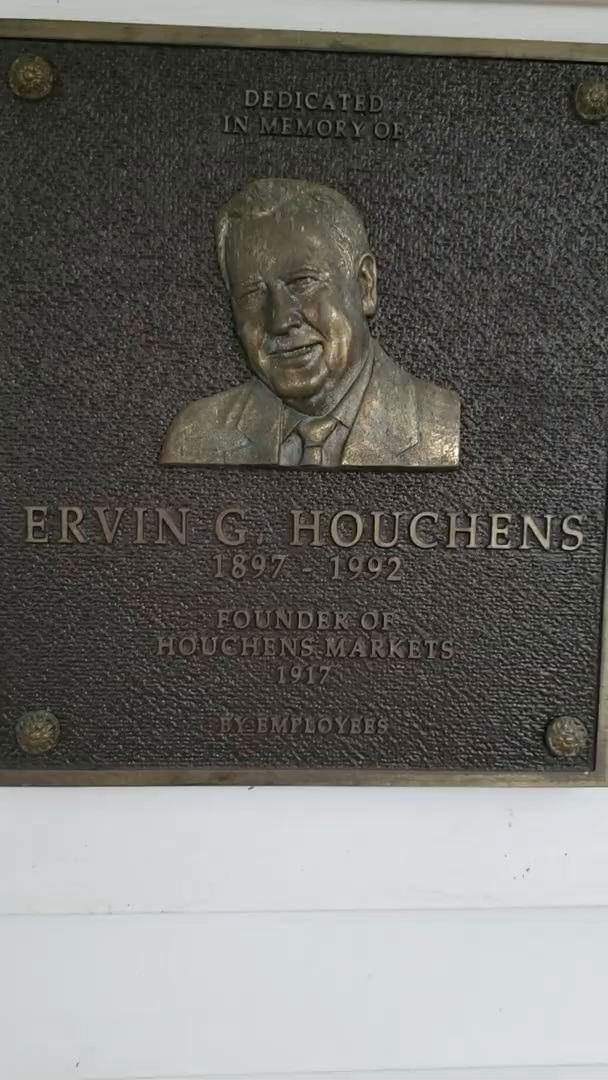 DEDICATED
IN MEMORY OF
ERVIN G. HOUCHENS
1897 - 1992
FOUNDER OF
HOUCHENS MARKETS
1917
BY EMPLOYEES